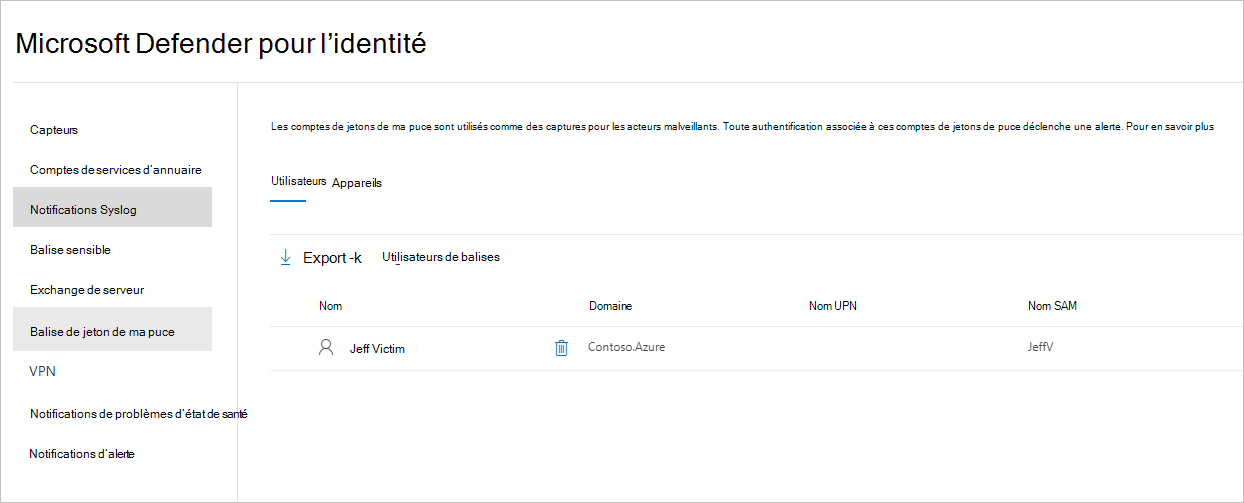 Microsoft Defender pour l’identité
Capteurs
Comptes de services d’annuaire
Notifications Syslog
Balise sensible
Exchange de serveur
Balise de jeton de ma puce
VPN
Notifications de problèmes d’état de santé
Notifications d’alerte
Les comptes de jetons de ma puce sont utilisés comme des captures pour les acteurs malveillants. Toute authentification associée à ces comptes de jetons de puce déclenche une alerte. Pour en savoir plus
Utilisateurs Appareils
Export -k Utilisateurs de balises
Nom Domaine Nom UPN Nom SAM
Jeff Victim Contoso.Azure JeffV